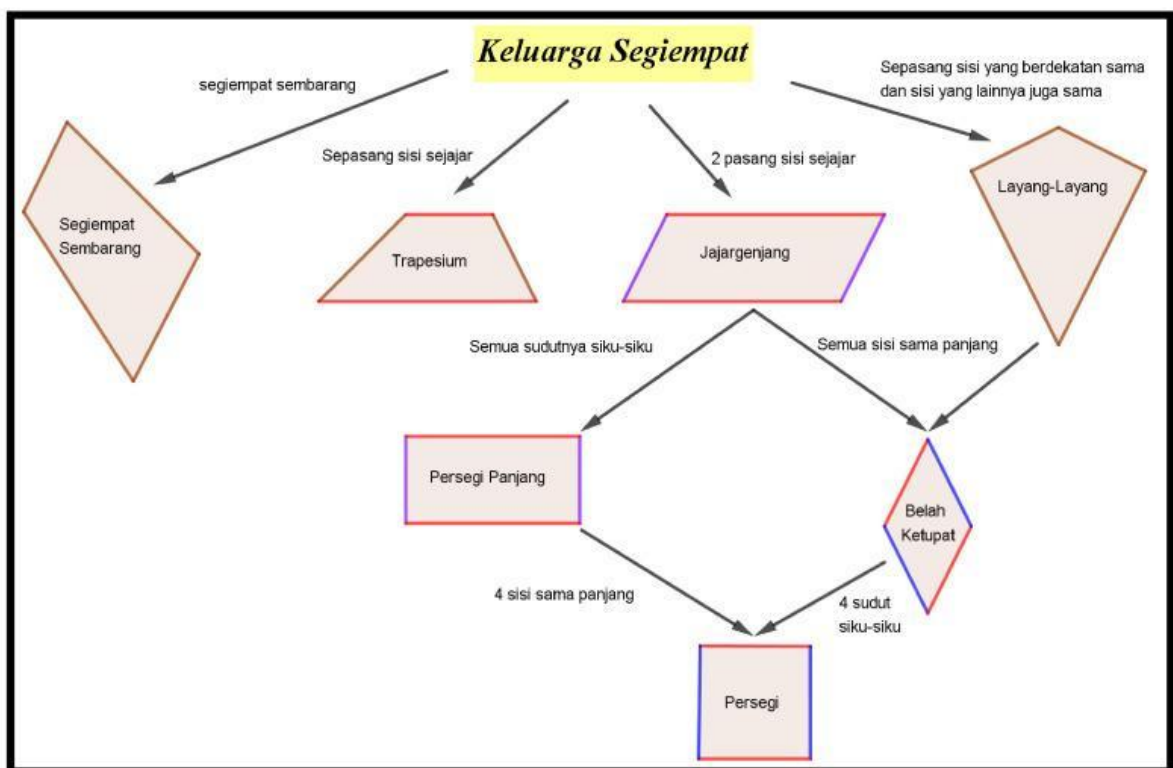 Keluarga Segiempat
segiempat sembarang
Sepasang sisi sejajar
2 pasang sisi sejajar
Sepasang sisi yang berdekatan sama
dan sisi yang lainnya juga sama
Segiempat
Sembarang
Trapesium
Jajargenjang
Layang-Layang
Semua sudutnya siku-siku
Semua sisi sama panjang
Persegi Panjang
Belah
Ketupat
4 sisi sama panjang
4 sudut
siku-siku
Persegi